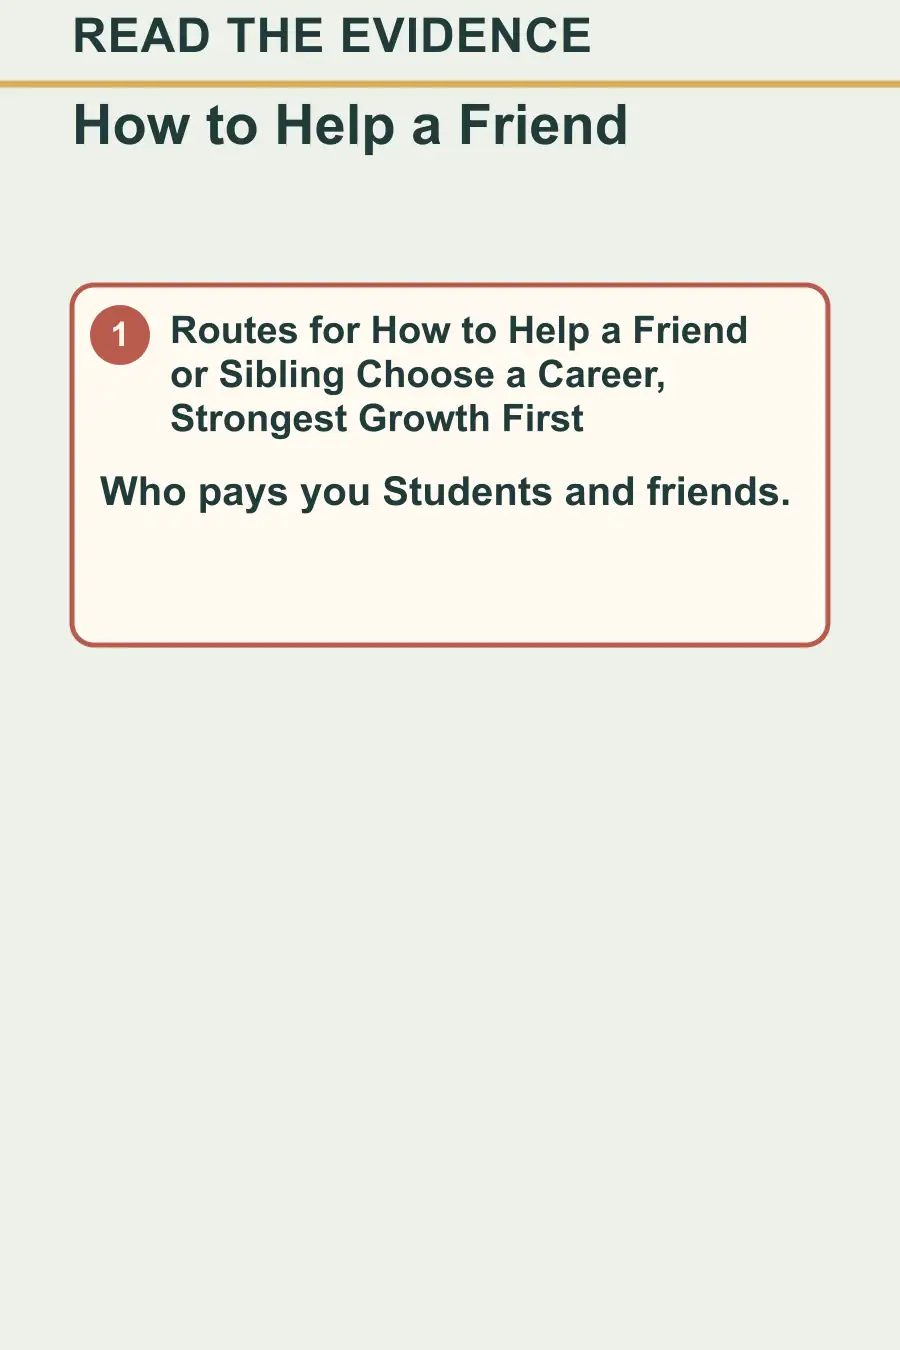 READ THE EVIDENCE
How to Help a Friend
1
Routes for How to Help a Friend
or Sibling Choose a Career,
Strongest Growth First
Who pays you Students and friends.